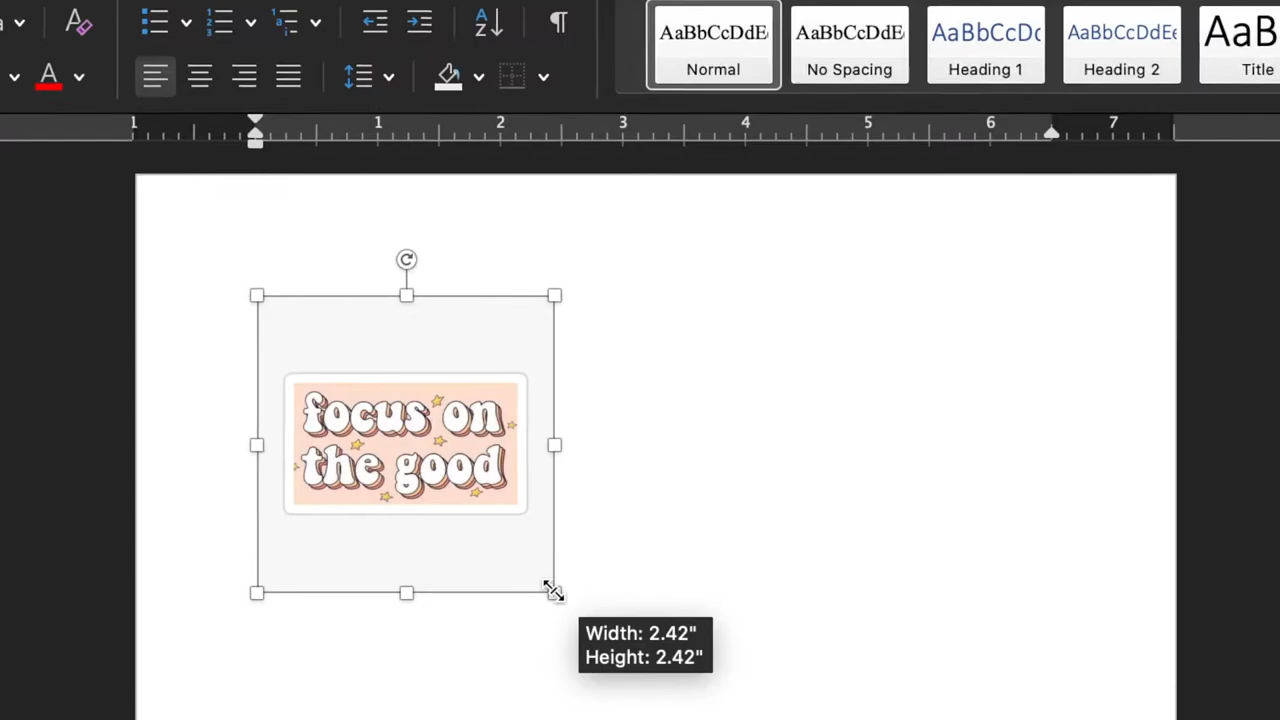 A
AaBbCcDdE
Normal
AaBbCcDdE
No Spacing
AaBbCcDc
Heading 1
AaBbCcDdEe
Heading 2
AaB
Title
1 1 2 3 4 5 6 7
focus on
the good
Width: 2.42"
Height: 2.42"